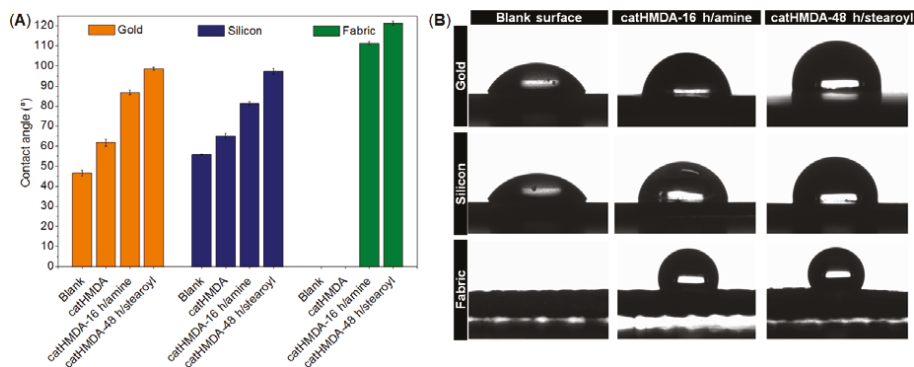 (A)
Gold
Silicon
Fabric
Contact angle (°)
120
110
100
90
80
70
60
50
40
30
20
10
0
Blank
catHMDA
catHMDA-16 h/amine
catHMDA-48 h/stearoyl
Blank
catHMDA
catHMDA-16 h/amine
catHMDA-48 h/stearoyl
Blank
catHMDA
catHMDA-16 h/amine
catHMDA-48 h/stearoyl
(B)
Blank surface
catHMDA-16 h/amine
catHMDA-48 h/stearoyl
Gold
Silicon
Fabric